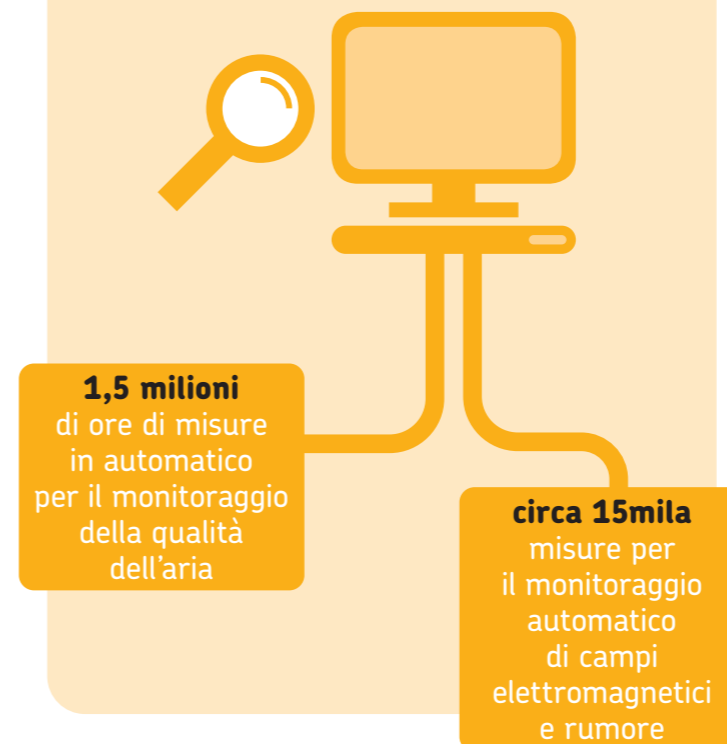 1,5 milioni
di ore di misure
in automatico
per il monitoraggio
della qualità
dell'aria
circa 15mila
misure per
il monitoraggio
automatico
di campi
elettromagnetici
e rumore